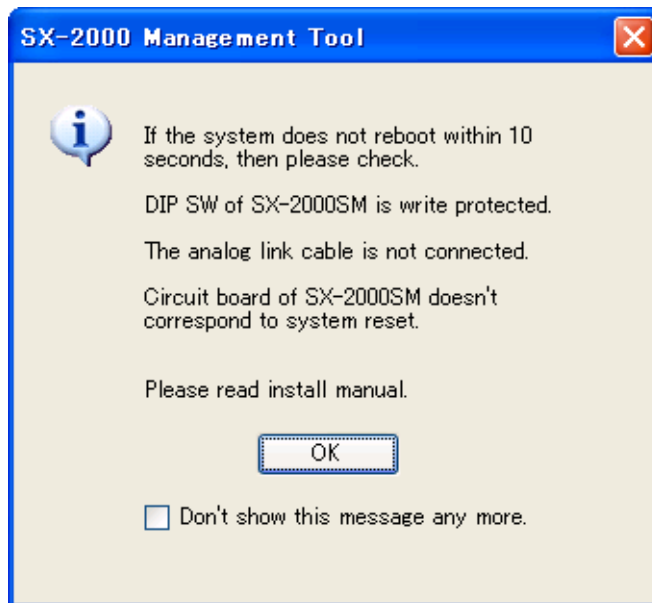 SX-2000 Management Tool
If the system does not reboot within 10
seconds, then please check.
DIP SW of SX-2000SM is write protected.
The analog link cable is not connected.
Circuit board of SX-2000SM doesn't
correspond to system reset.
Please read install manual.
OK
Don't show this message any more.